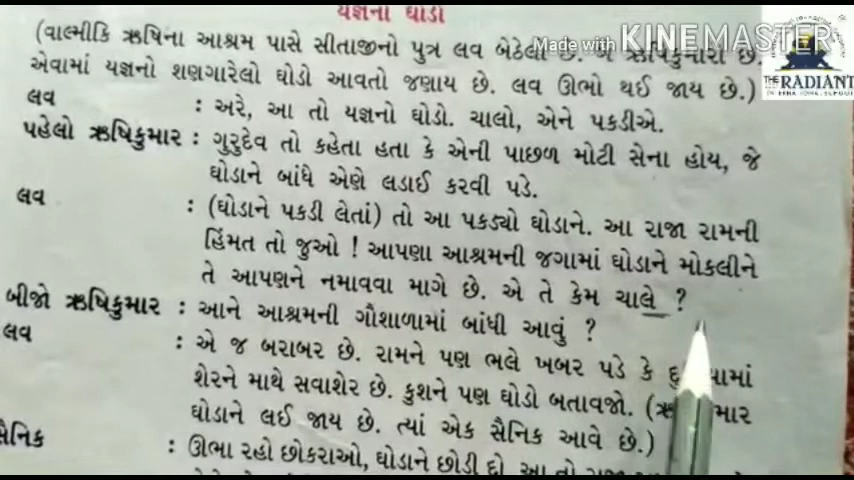 યજ્ઞનો ઘોડો
(વાલ્મીકિ ઋષિના આશ્રમ પાસે સીતાજીનો પુત્ર લવ બેઠેલો છે. બે ઋષિકુમારો છે.
એવામાં યજ્ઞનો શણગારેલો ઘોડો આવતો જણાય છે. લવ ઊભો થઈ જાય છે.)
લવ : અરે, આ તો યજ્ઞનો ઘોડો. ચાલો, એને પકડીએ.
પહેલો ઋષિકુમાર : ગુરુદેવ તો કહેતા હતા કે એની પાછળ મોટી સેના હોય, જે
ઘોડાને બાંધે એણે લડાઈ કરવી પડે.
લવ : (ઘોડાને પકડી લેતાં) તો આ પકડ્યો ઘોડાને. આ રાજા રામની
હિંમત તો જુઓ ! આપણા આશ્રમની જગામાં ઘોડાને મોકલીને
તે આપણને નમાવવા માગે છે. એ તે કેમ ચાલે ?
બીજો ઋષિકુમાર : આને આશ્રમની ગૌશાળામાં બાંધી આવું ?
લવ : એ જ બરાબર છે. રામને પણ ભલે ખબર પડે કે
શેરને માથે સવાશેર છે. કુશને પણ ઘોડો બતાવજો.
ઘોડાને લઈ જાય છે. ત્યાં એક સૈનિક આવે છે.)
સૈનિક : ઊભા રહો છોકરાઓ, ઘોડાને છોડી દો. આ તો
Made with KINEMASTER
THE RADIANT
INTERNATIONAL SCHOOL